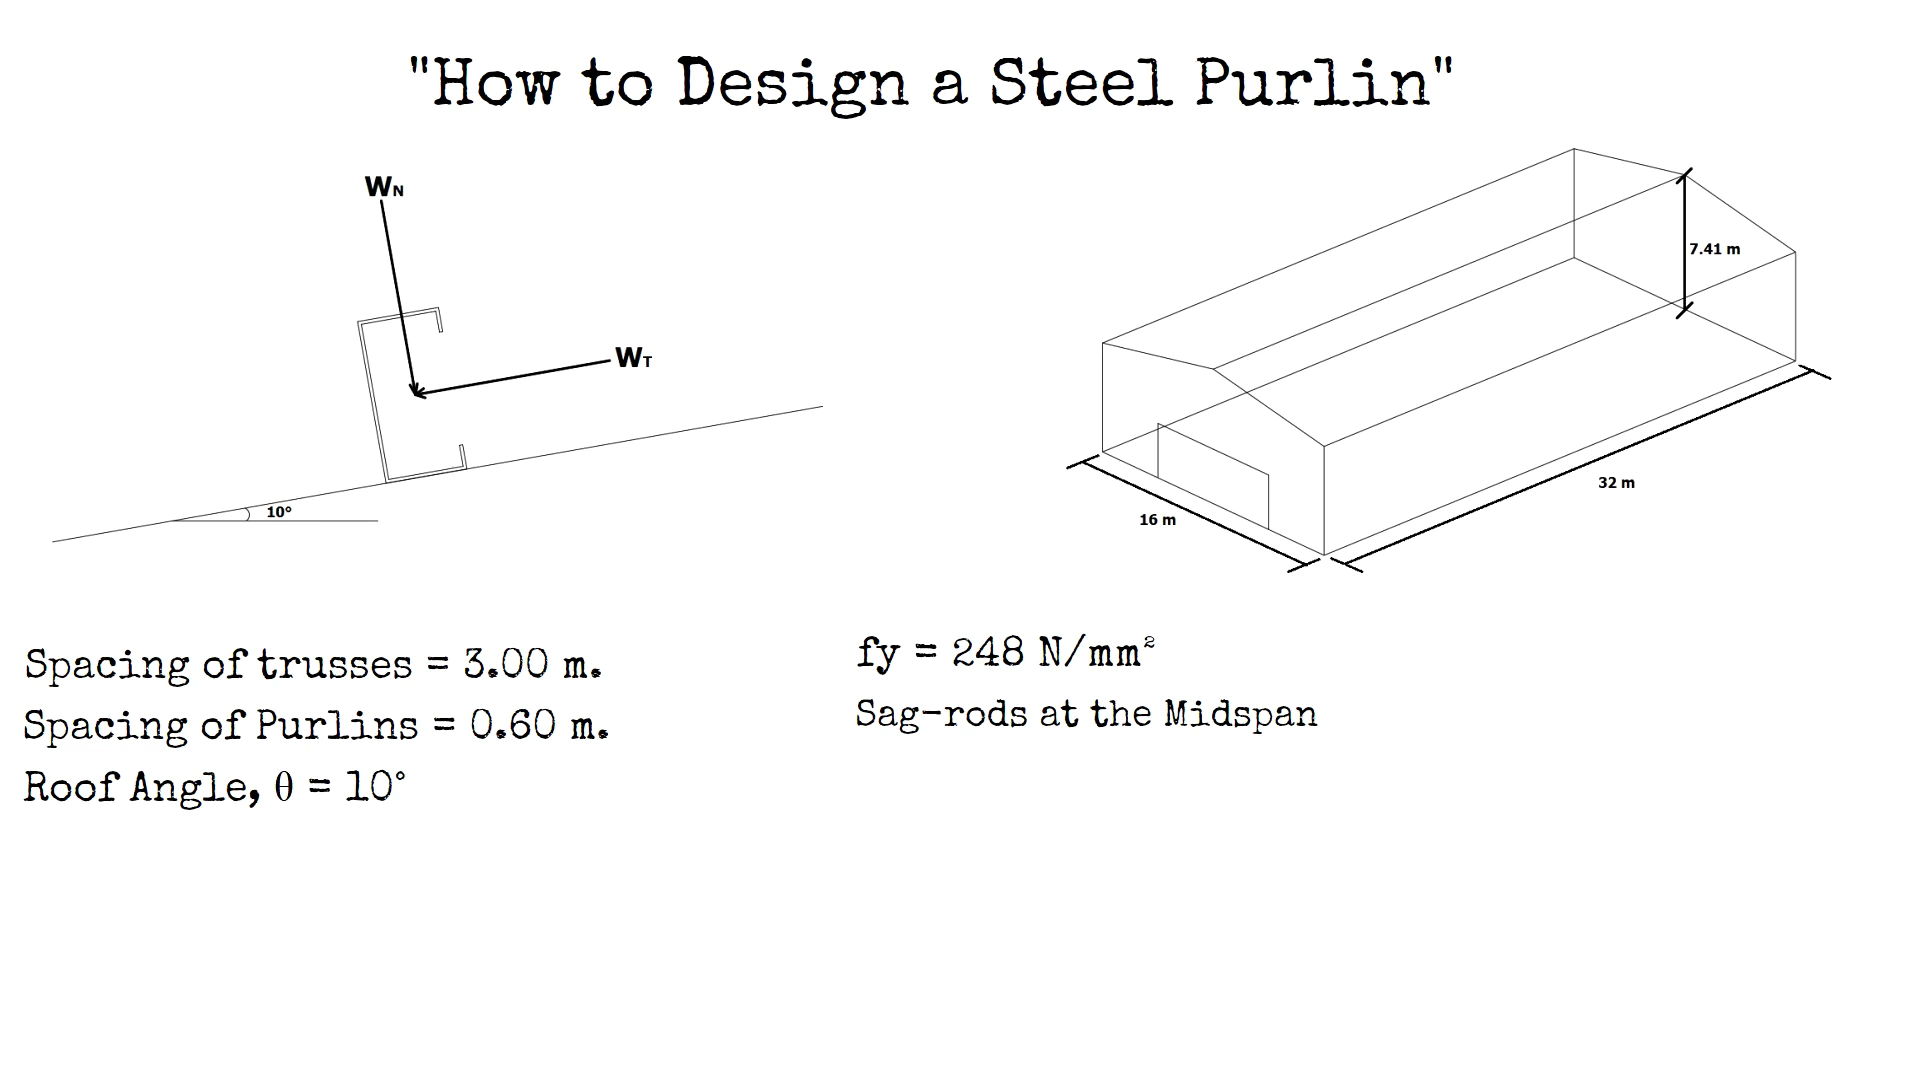 "How to Design a Steel Purlin"
WN
WT
10°
7.41 m
32 m
16 m
Spacing of trusses = 3.00 m.
Spacing of Purlins = 0.60 m.
Roof Angle, θ = 10°
fy = 248 N/mm²
Sag-rods at the Midspan